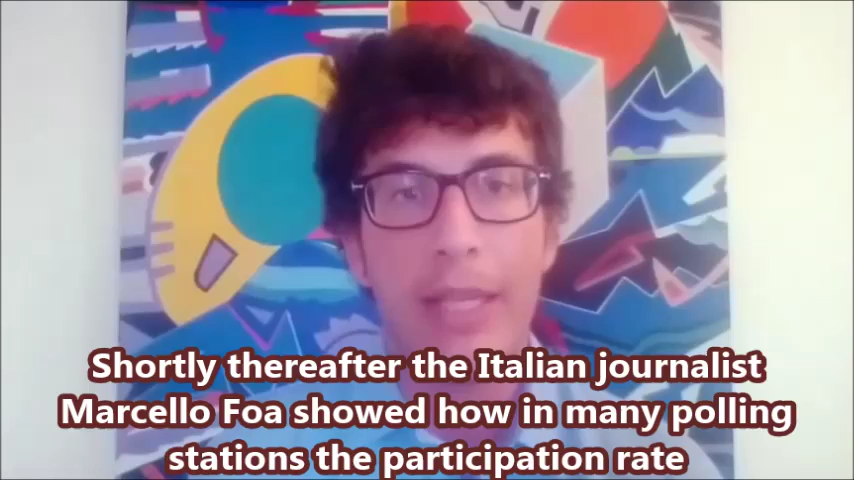 Shortly thereafter the Italian journalist
Marcello Foa showed how in many polling
stations the participation rate